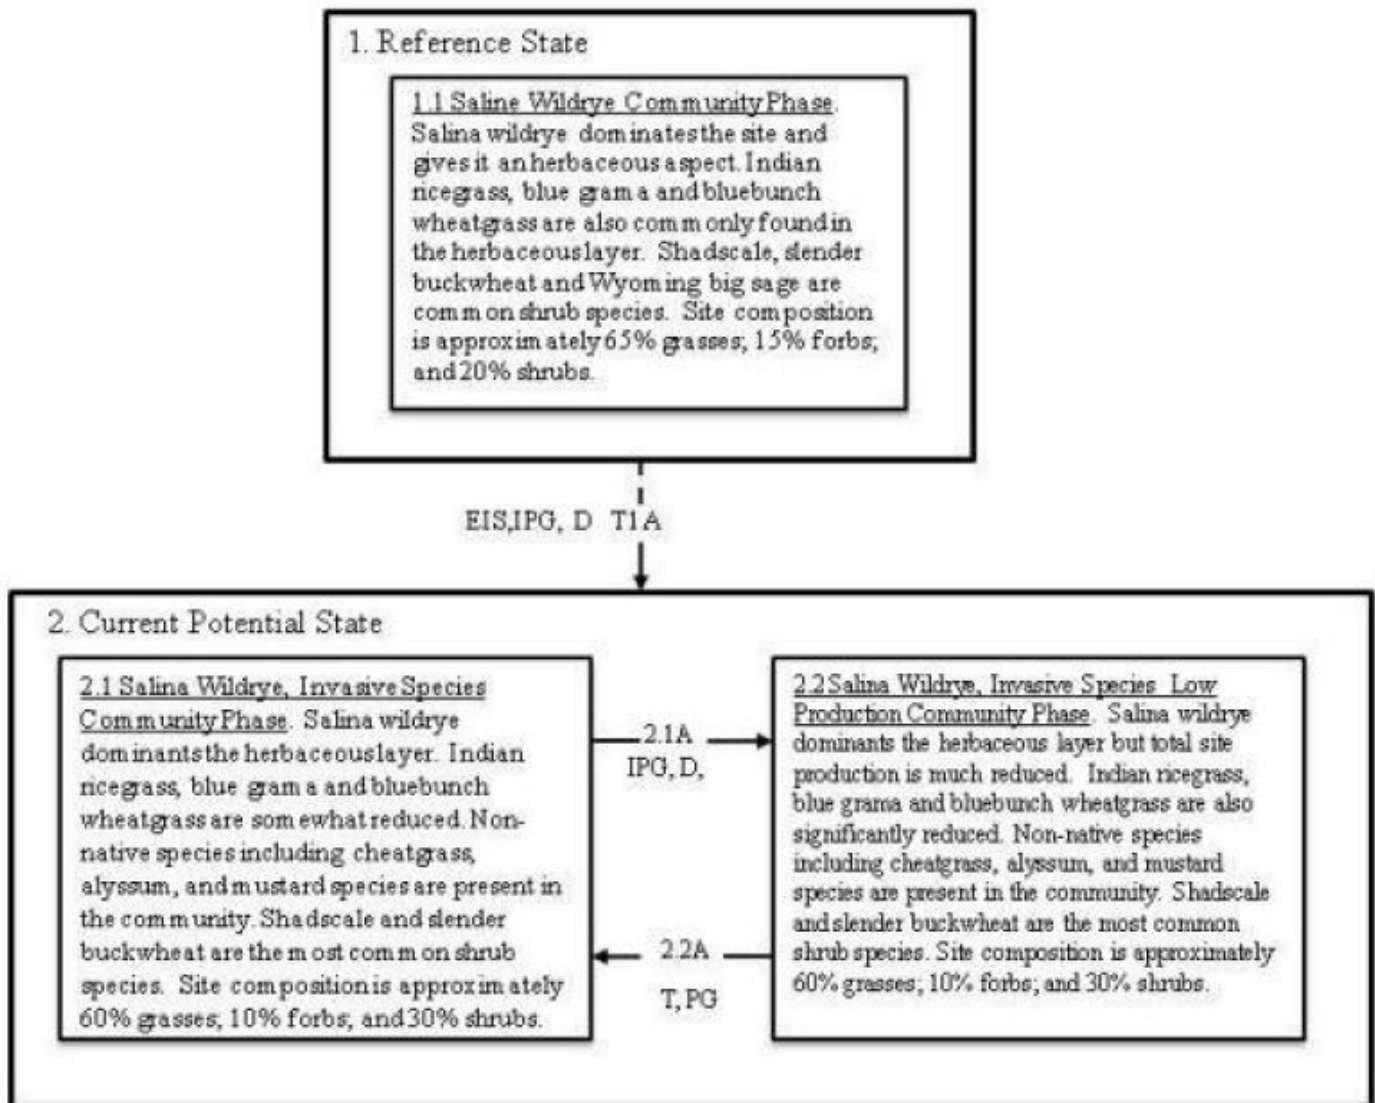 1. Reference State
1.1 Saline Wildrye Community Phase.
Salina wildrye dominates the site and
gives it an herbaceous aspect. Indian
ricegrass, blue grama and bluebunch
wheatgrass are also commonly found in
the herbaceous layer. Shadscale, slender
buckwheat and Wyoming big sage are
common shrub species. Site composition
is approximately 65% grasses; 15% forbs;
and 20% shrubs.
EIS,IPG, D T1A
2. Current Potential State
2.1 Salina Wildrye, Invasive Species
Community Phase. Salina wildrye
dominants the herbaceous layer. Indian
ricegrass, blue grama and bluebunch
wheatgrass are somewhat reduced. Non-
native species including cheatgrass,
alyssum, and mustard species are present in
the community. Shadscale and slender
buckwheat are the most common shrub
species. Site composition is approximately
60% grasses; 10% forbs; and 30% shrubs.
2.1A
IPG, D,
2.2A
T, PG
2.2 Salina Wildrye, Invasive Species Low
Production Community Phase. Salina wildrye
dominants the herbaceous layer but total site
production is much reduced. Indian ricegrass,
blue grama and bluebunch wheatgrass are also
significantly reduced. Non-native species
including cheatgrass, alyssum, and mustard
species are present in the community. Shadscale
and slender buckwheat are the most common
shrub species. Site composition is approximately
60% grasses; 10% forbs; and 30% shrubs.